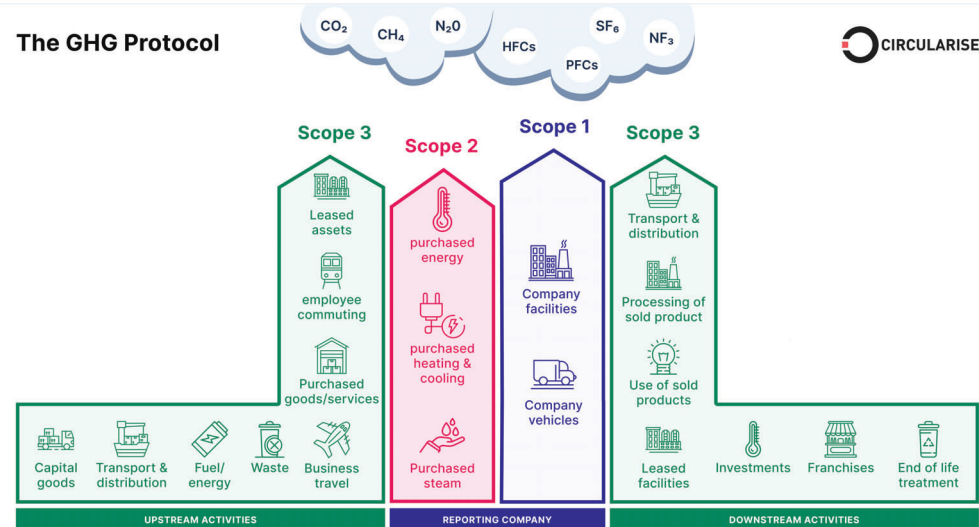 The GHG Protocol
CO₂
CH₄
N₂0
HFCs
PFCs
SF₆
NF₃
CIRCULARISE
Scope 3
Leased
assets
employee
commuting
Purchased
goods/services
Capital
goods
Transport &
distribution
Fuel/
energy
Waste
Business
travel
UPSTREAM ACTIVITIES
Scope 2
purchased
energy
purchased
heating &
cooling
Purchased
steam
Scope 1
Company
facilities
Company
vehicles
REPORTING COMPANY
Scope 3
Transport &
distribution
Processing of
sold product
Use of sold
products
Leased
facilities
Investments
Franchises
End of life
treatment
DOWNSTREAM ACTIVITIES